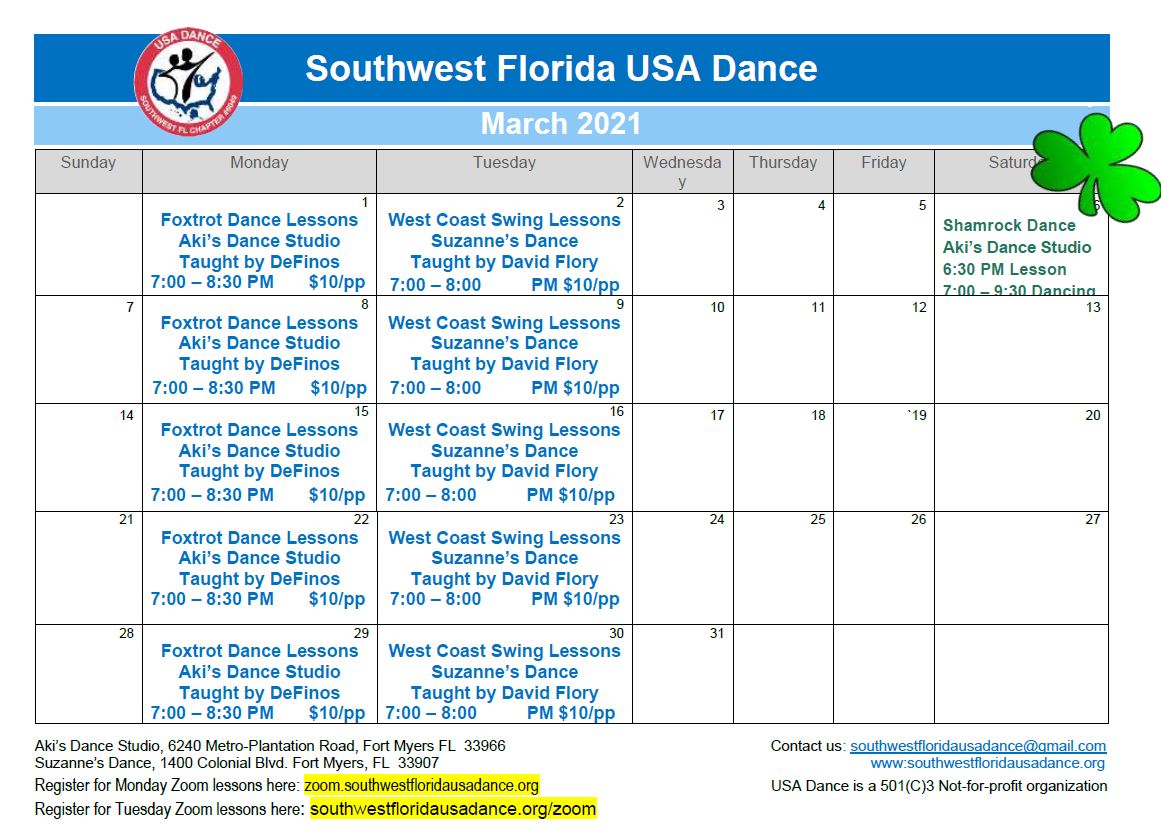 USA DANCE
SOUTHWEST FL CHAPTER #6049
Southwest Florida USA Dance
March 2021
Sunday Monday Tuesday Wednesda Thursday Friday
y
1 2 3 4 5
Foxtrot Dance Lessons
Aki’s Dance Studio
Taught by DeFinos
7:00 – 8:30 PM $10/pp
West Coast Swing Lessons
Suzanne’s Dance
Taught by David Flory
7:00 – 8:00 PM $10/pp
6
Shamrock Dance
Aki’s Dance Studio
6:30 PM Lesson
7:00 – 9:30 Dancing
7 8 9 10 11 12 13
Foxtrot Dance Lessons
Aki’s Dance Studio
Taught by DeFinos
7:00 – 8:30 PM $10/pp
West Coast Swing Lessons
Suzanne’s Dance
Taught by David Flory
7:00 – 8:00 PM $10/pp
14 15 16 17 18 `19 20
Foxtrot Dance Lessons
Aki’s Dance Studio
Taught by DeFinos
7:00 – 8:30 PM $10/pp
West Coast Swing Lessons
Suzanne’s Dance
Taught by David Flory
7:00 – 8:00 PM $10/pp
21 22 23 24 25 26 27
Foxtrot Dance Lessons
Aki’s Dance Studio
Taught by DeFinos
7:00 – 8:30 PM $10/pp
West Coast Swing Lessons
Suzanne’s Dance
Taught by David Flory
7:00 – 8:00 PM $10/pp
28 29 30 31
Foxtrot Dance Lessons
Aki’s Dance Studio
Taught by DeFinos
7:00 – 8:30 PM $10/pp
West Coast Swing Lessons
Suzanne’s Dance
Taught by David Flory
7:00 – 8:00 PM $10/pp
Aki’s Dance Studio, 6240 Metro-Plantation Road, Fort Myers FL 33966
Suzanne’s Dance, 1400 Colonial Blvd. Fort Myers, FL 33907
Register for Monday Zoom lessons here: zoom.southwestfloridausadance.org
Register for Tuesday Zoom lessons here: southwestfloridausadance.org/zoom
Contact us: southwestfloridausadance@gmail.com
www:southwestfloridausadance.org
USA Dance is a 501(C)3 Not-for-profit organization